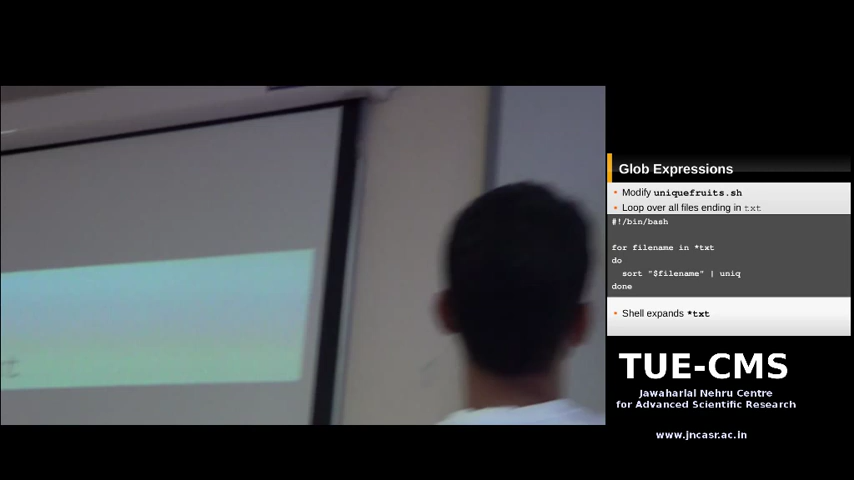 Glob Expressions
• Modify uniquefruits.sh
• Loop over all files ending in txt
#!/bin/bash
for filename in *txt
do
sort "$filename" | uniq
done
• Shell expands *txt
TUE-CMS
Jawaharlal Nehru Centre
for Advanced Scientific Research
www.jncasr.ac.in